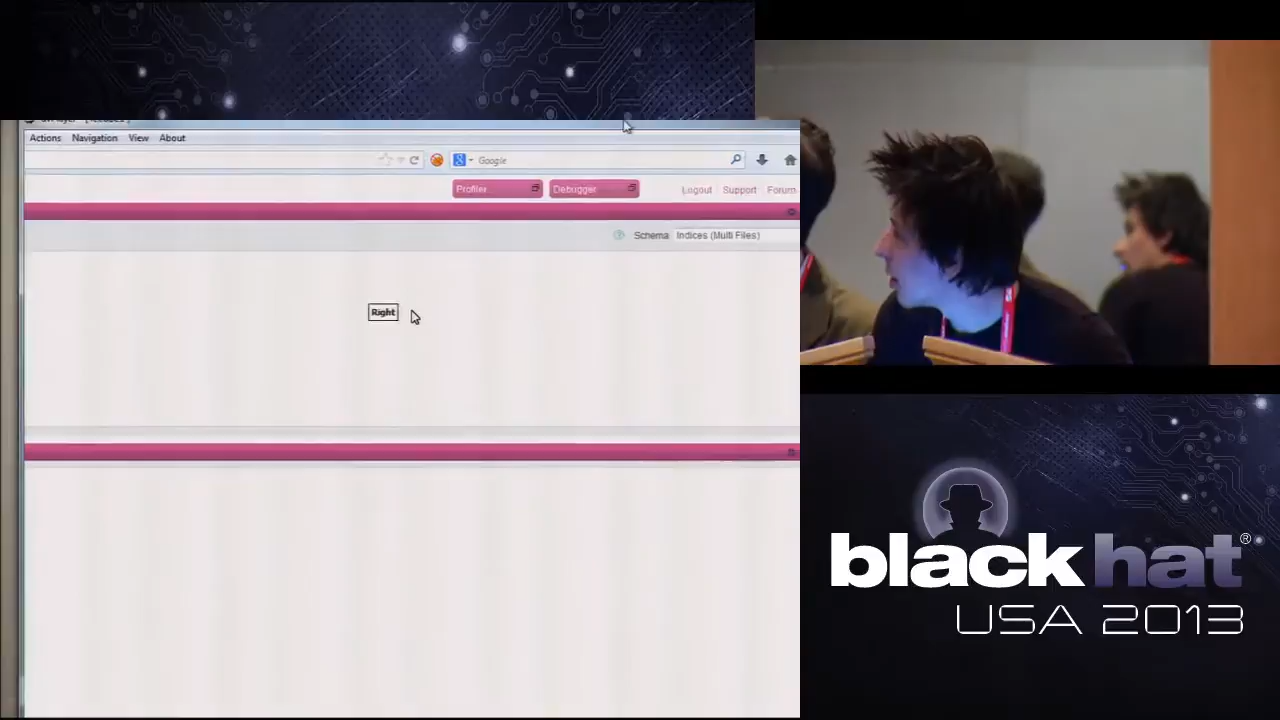 Actions Navigation View About
Google
Profiler Debugger Logout Support Forum
Schema Indices (Multi Files)
Right
black hat®
USA 2013